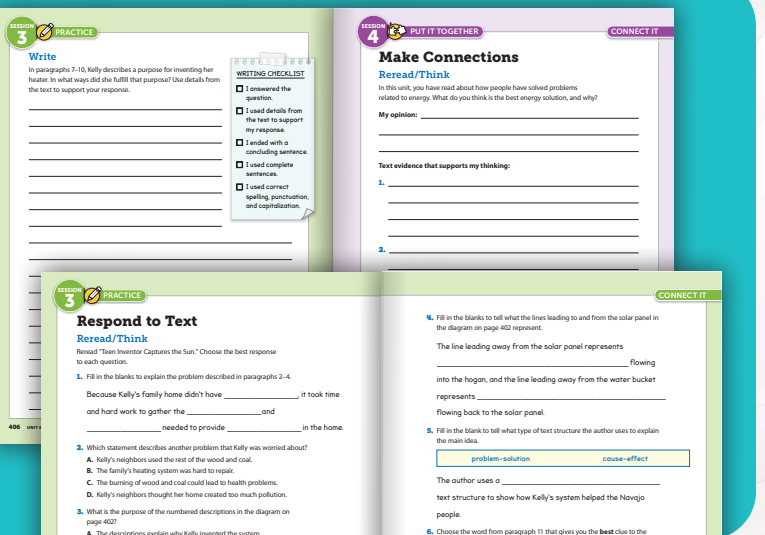 SESSION
3
PRACTICE
Write
In paragraphs 7–10, Kelly describes a purpose for inventing her
heater. In what ways did she fulfill that purpose? Use details from
the text to support your response.
WRITING CHECKLIST
I answered the
question.
I used details from
the text to support
my response.
I ended with a
concluding sentence.
I used complete
sentences.
I used correct
spelling, punctuation,
and capitalization.
406
SESSION
4
PUT IT TOGETHER
CONNECT IT
Make Connections
Reread/Think
In this unit, you have read about how people have solved problems
related to energy. What do you think is the best energy solution, and why?
My opinion:
Text evidence that supports my thinking:
1.
2.
SESSION
3
PRACTICE
Respond to Text
Reread/Think
Reread “Teen Inventor Captures the Sun.” Choose the best response
to each question.
1. Fill in the blanks to explain the problem described in paragraphs 2–4.
Because Kelly’s family home didn’t have ________________, it took time
and hard work to gather the ________________ and
________________ needed to provide ________________ in the home.
2. Which statement describes another problem that Kelly was worried about?
A. Kelly’s neighbors used the rest of the wood and coal.
B. The family’s heating system was hard to repair.
C. The burning of wood and coal could lead to health problems.
D. Kelly’s neighbors thought her home created too much pollution.
3. What is the purpose of the numbered descriptions in the diagram on
page 402?
A. The descriptions explain why Kelly invented the system.
CONNECT IT
4. Fill in the blanks to tell what the lines leading to and from the solar panel in
the diagram on page 402 represent.
The line leading away from the solar panel represents
________________ flowing
into the hogan, and the line leading away from the water bucket
represents ________________
flowing back to the solar panel.
5. Fill in the blank to tell what type of text structure the author uses to explain
the main idea.
problem-solution cause-effect
The author uses a ________________
text structure to show how Kelly’s system helped the Navajo
people.
6. Choose the word from paragraph 11 that gives you the best clue to the